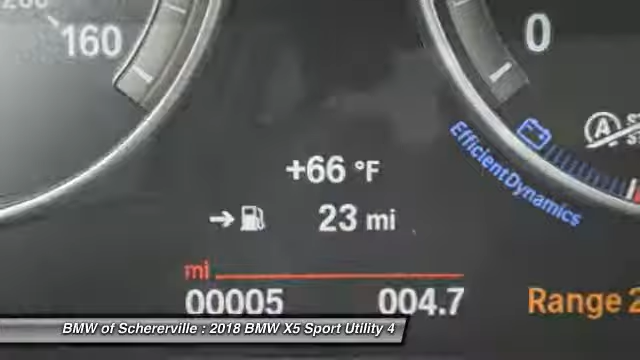 160
0
EfficientDynamics
+66 °F
23 mi
mi
00005 004.7
Range 2
BMW of Schererville : 2018 BMW X5 Sport Utility 4